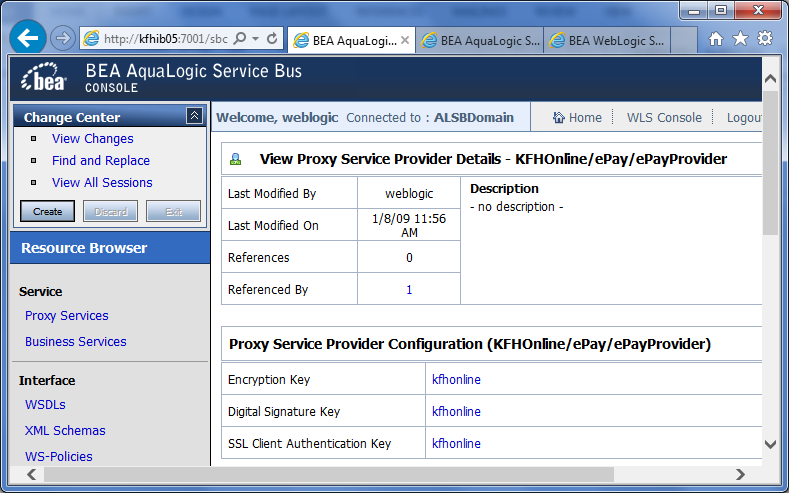 http://kfhib05:7001/sbc
BEA AquaLogi...
BEA AquaLogic S...
BEA WebLogic S...
bea
BEA AquaLogic Service Bus
CONSOLE
Change Center
View Changes
Find and Replace
View All Sessions
Create
Discard
Exit
Resource Browser
Service
Proxy Services
Business Services
Interface
WSDLs
XML Schemas
WS-Policies
Welcome, weblogic Connected to : ALSBDomain
Home
WLS Console
Logou
View Proxy Service Provider Details - KFHOnline/ePay/ePayProvider
Last Modified By weblogic
Last Modified On 1/8/09 11:56
AM
References 0
Referenced By 1
Description
- no description -
Proxy Service Provider Configuration (KFHOnline/ePay/ePayProvider)
Encryption Key kfhonline
Digital Signature Key kfhonline
SSL Client Authentication Key kfhonline